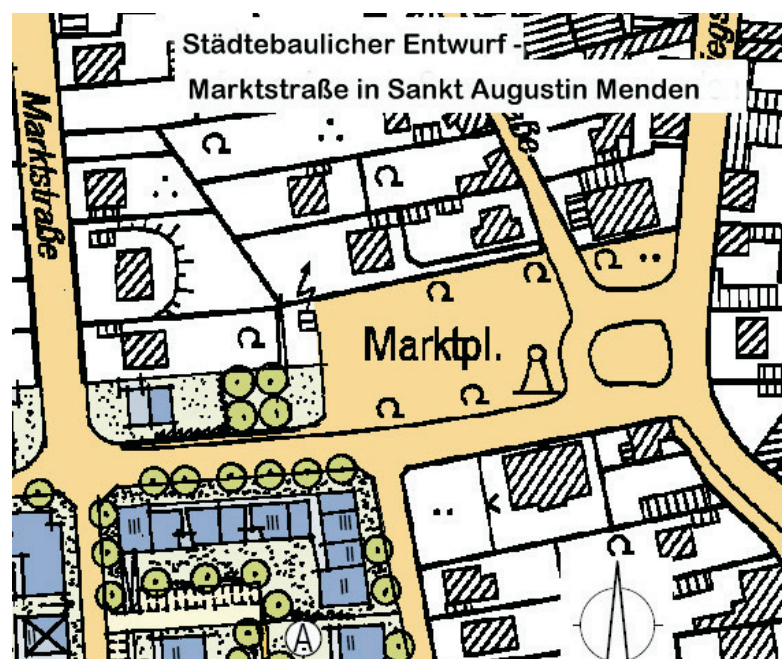 Städtebaulicher Entwurf -
Marktstraße in Sankt Augustin Menden
Marktstraße
Marktpl.
A